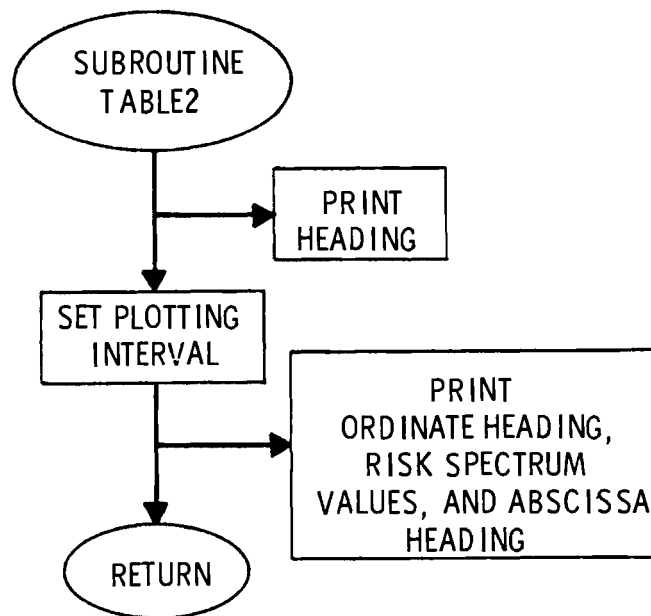 SUBROUTINE
TABLE2
PRINT
HEADING
SET PLOTTING
INTERVAL
PRINT
ORDINATE HEADING,
RISK SPECTRUM
VALUES, AND ABSCISSA
HEADING
RETURN